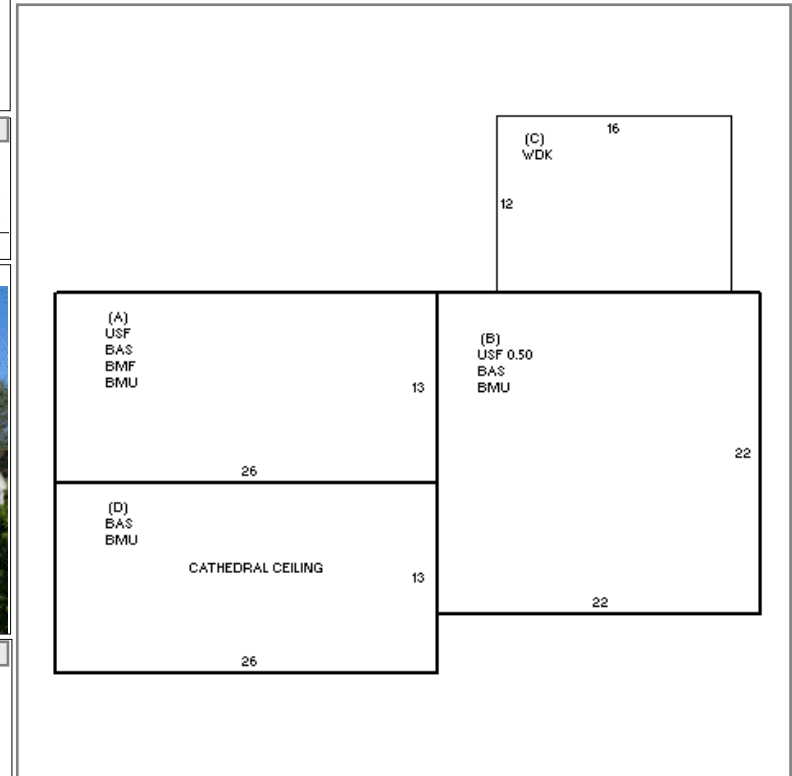 16
(C)
WDK
12
(A)
USF
BAS
BMF
BMU
13
26
(B)
USF 0.50
BAS
BMU
22
22
(D)
BAS
BMU
CATHEDRAL CEILING
13
26